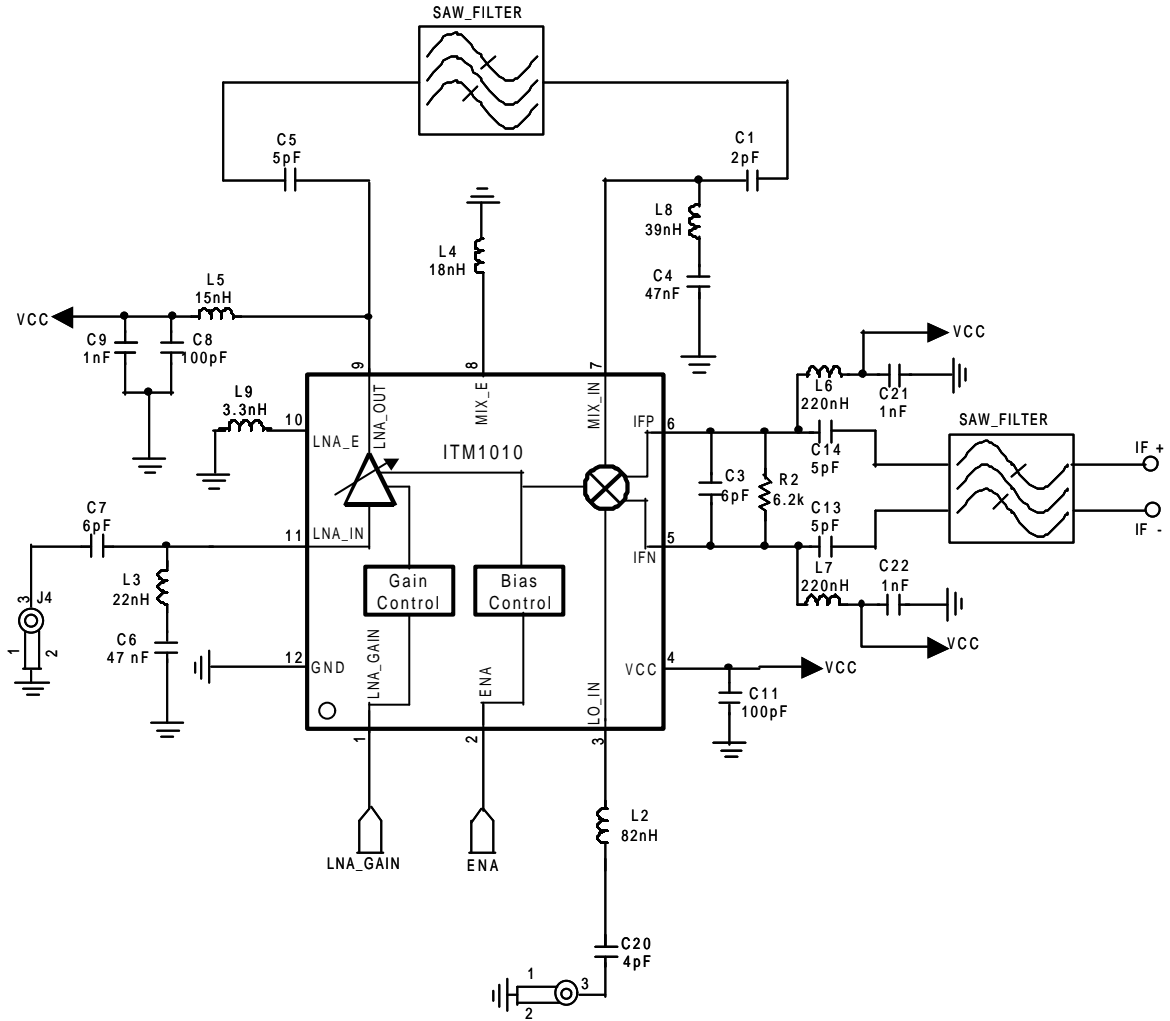 SAW_FILTER
C5
5pF
C1
2pF
L4
18nH
L8
39nH
C4
47nF
L5
15nH
VCC
C9
1nF
C8
100pF
VCC
L6
220nH
C21
1nF
9
8
7
L9
3.3nH
10
LNA_E
LNA_OUT
MIX_E
MIX_IN
IFP
6
ITM1010
C14
5pF
SAW_FILTER
IF +
IF -
C3
6pF
R2
6.2k
C13
5pF
C7
6pF
11
LNA_IN
IFN
5
L7
220nH
C22
1nF
L3
22nH
C6
47 nF
3
J4
1
2
Gain
Control
Bias
Control
VCC
12
GND
LNA_GAIN
ENA
LO_IN
VCC
4
VCC
C11
100pF
1
2
3
LNA_GAIN
ENA
L2
82nH
C20
4pF
1
2
3